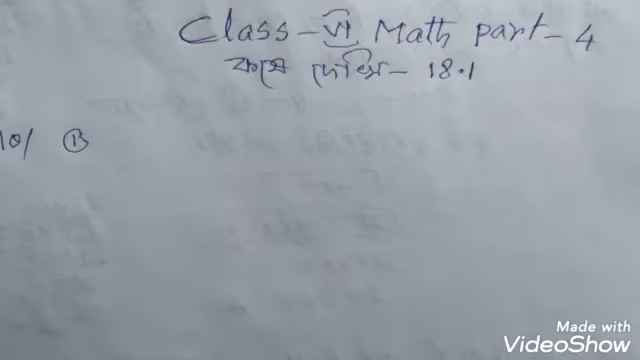 Class - VI Math part - 4
কষে দেখি - 18.1
10/ B
Made with
VideoShow